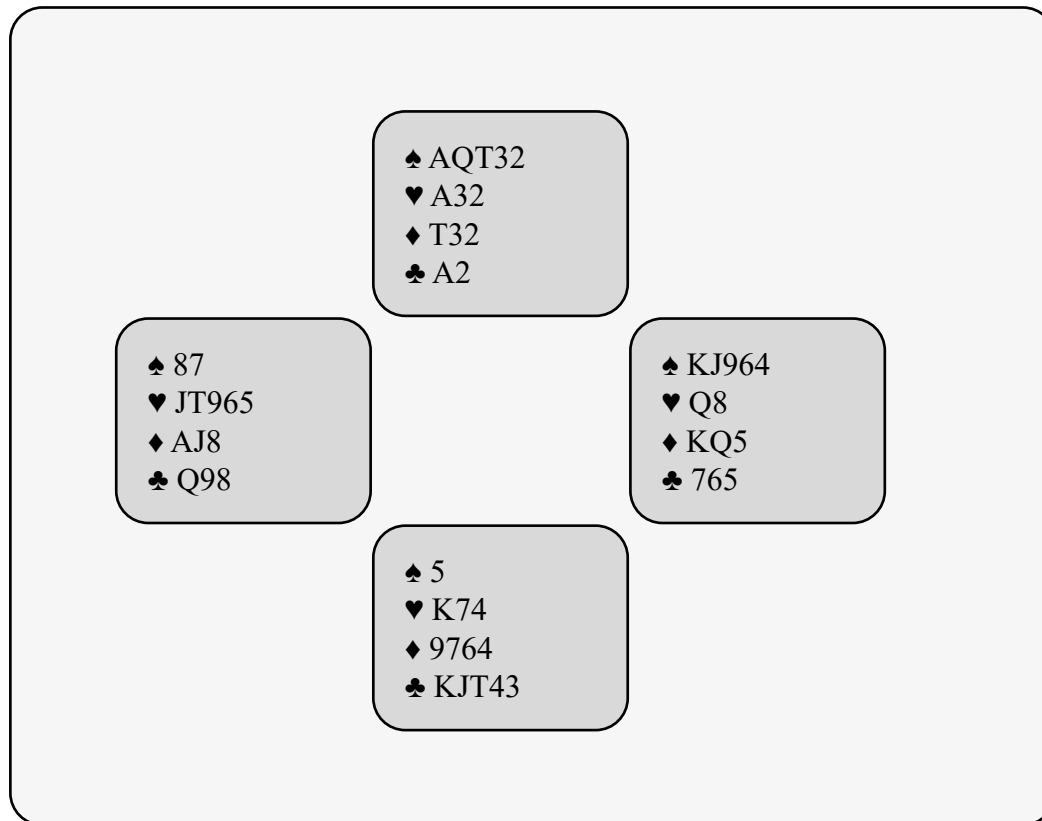 ♠ AQT32
♥ A32
♦ T32
♣ A2
♠ 87
♥ JT965
♦ AJ8
♣ Q98
♠ KJ964
♥ Q8
♦ KQ5
♣ 765
♠ 5
♥ K74
♦ 9764
♣ KJT43